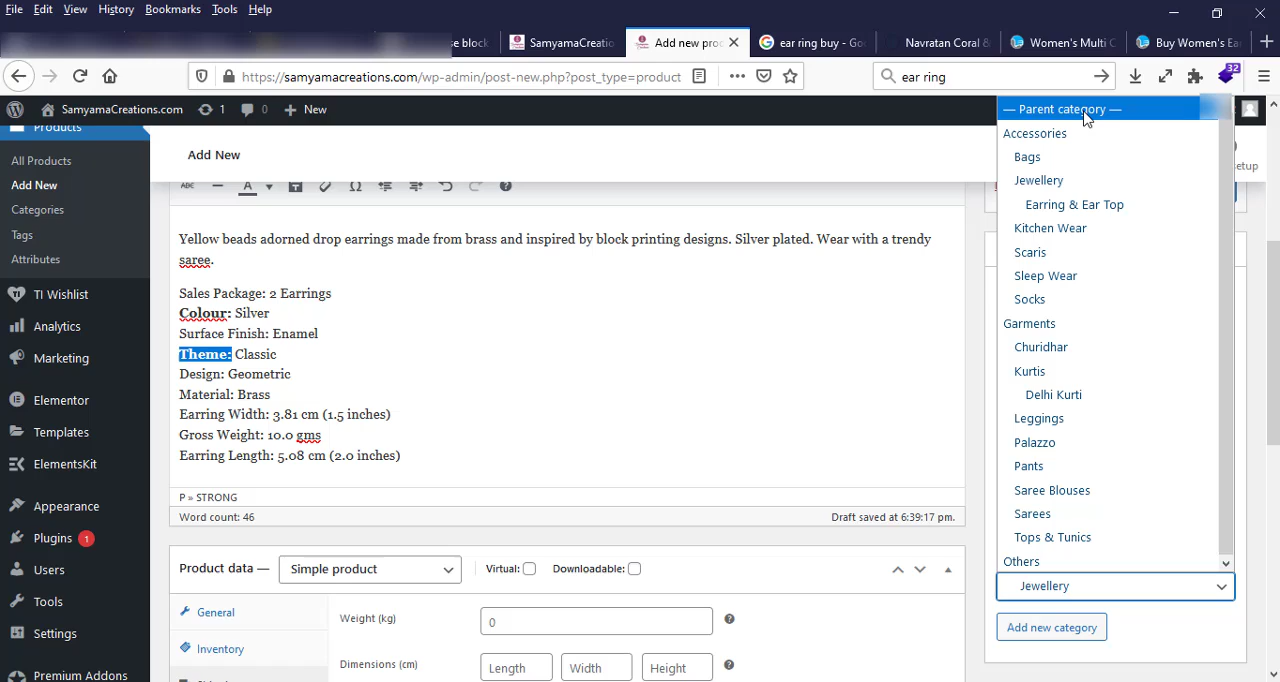 File Edit View History Bookmarks Tools Help
se block
SamyamaCreatio
Add new proc
ear ring buy - Goo
Navratan Coral &
Women's Multi C
Buy Women's Ear
https://samyamacreations.com/wp-admin/post-new.php?post_type=product
ear ring
32
SamyamaCreations.com 1 0 New
Products
All Products
Add New
Categories
Tags
Attributes
TI Wishlist
Analytics
Marketing
Elementor
Templates
ElementsKit
Appearance
Plugins 1
Users
Tools
Settings
Premium Addons
Add New
etup
ABC A
Yellow beads adorned drop earrings made from brass and inspired by block printing designs. Silver plated. Wear with a trendy
saree.
Sales Package: 2 Earrings
Colour: Silver
Surface Finish: Enamel
Theme: Classic
Design: Geometric
Material: Brass
Earring Width: 3.81 cm (1.5 inches)
Gross Weight: 10.0 gms
Earring Length: 5.08 cm (2.0 inches)
P » STRONG
Word count: 46
Draft saved at 6:39:17 pm.
Product data — Simple product Virtual: Downloadable:
General
Inventory
Weight (kg) 0
Dimensions (cm) Length Width Height
— Parent category —
Accessories
Bags
Jewellery
Earring & Ear Top
Kitchen Wear
Scaris
Sleep Wear
Socks
Garments
Churidhar
Kurtis
Delhi Kurti
Leggings
Palazzo
Pants
Saree Blouses
Sarees
Tops & Tunics
Others
Jewellery
Add new category